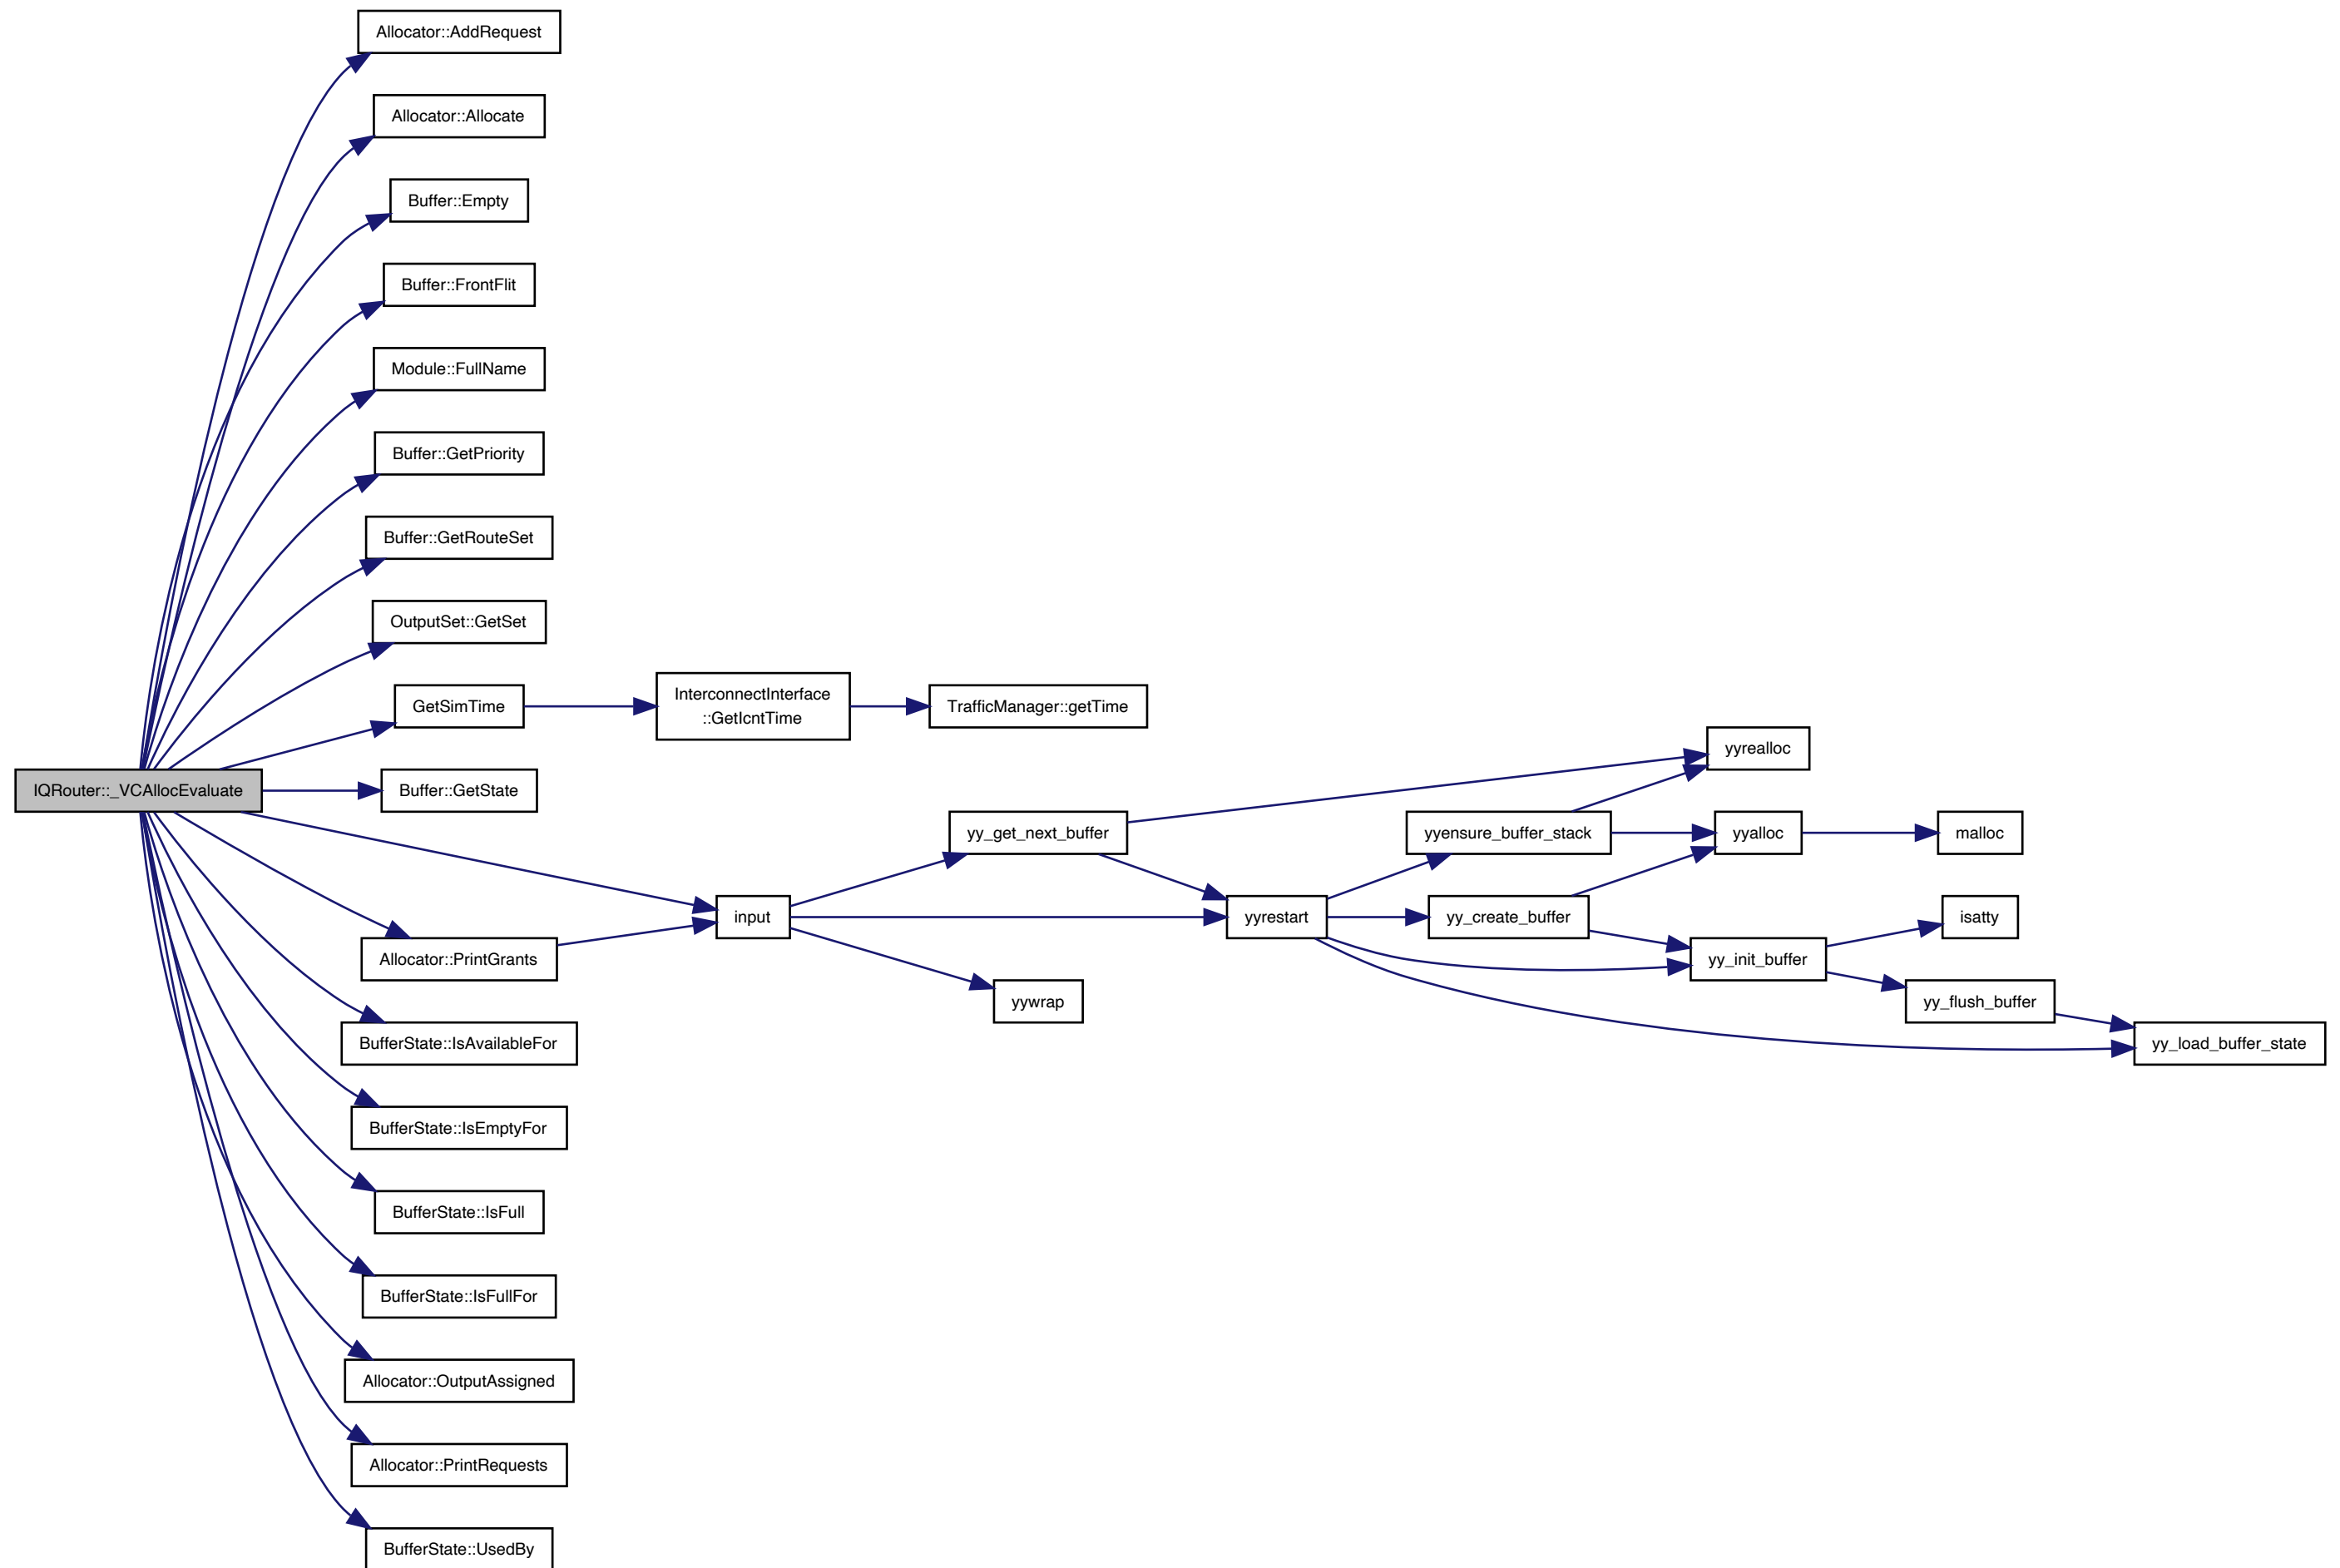 Allocator::AddRequest
Allocator::Allocate
Buffer::Empty
Buffer::FrontFlit
Module::FullName
Buffer::GetPriority
Buffer::GetRouteSet
OutputSet::GetSet
GetSimTime
InterconnectInterface
::GetIcntTime
TrafficManager::getTime
IQRouter::_VCAllocEvaluate
Buffer::GetState
yyrealloc
yy_get_next_buffer
yyensure_buffer_stack
yyalloc
malloc
input
yyrestart
yy_create_buffer
isatty
Allocator::PrintGrants
yy_init_buffer
yywrap
yy_flush_buffer
BufferState::IsAvailableFor
yy_load_buffer_state
BufferState::IsEmptyFor
BufferState::IsFull
BufferState::IsFullFor
Allocator::OutputAssigned
Allocator::PrintRequests
BufferState::UsedBy